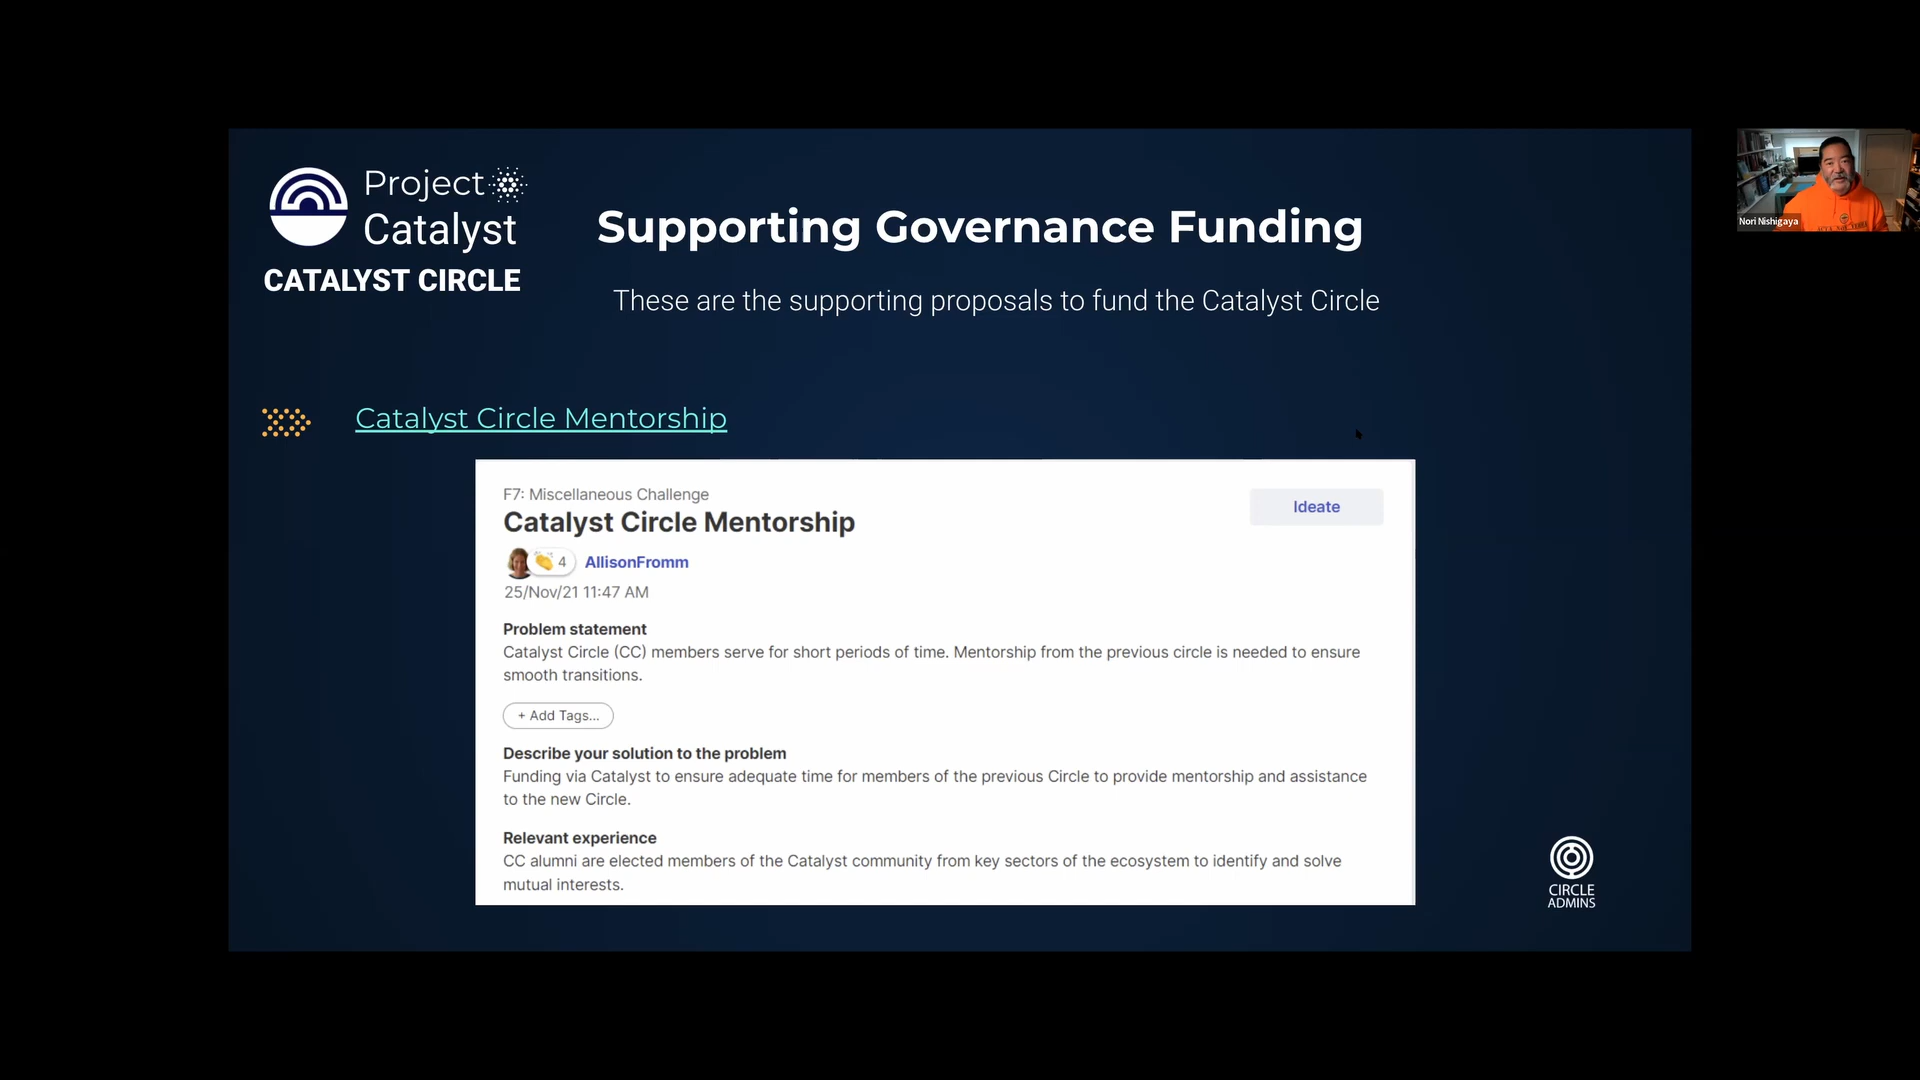 Project
Catalyst
CATALYST CIRCLE
Supporting Governance Funding
These are the supporting proposals to fund the Catalyst Circle
Nori Nishigaya
Catalyst Circle Mentorship
F7: Miscellaneous Challenge
Catalyst Circle Mentorship
Ideate
4 AllisonFromm
25/Nov/21 11:47 AM
Problem statement
Catalyst Circle (CC) members serve for short periods of time. Mentorship from the previous circle is needed to ensure
smooth transitions.
+ Add Tags...
Describe your solution to the problem
Funding via Catalyst to ensure adequate time for members of the previous Circle to provide mentorship and assistance
to the new Circle.
Relevant experience
CC alumni are elected members of the Catalyst community from key sectors of the ecosystem to identify and solve
mutual interests.
CIRCLE
ADMINS